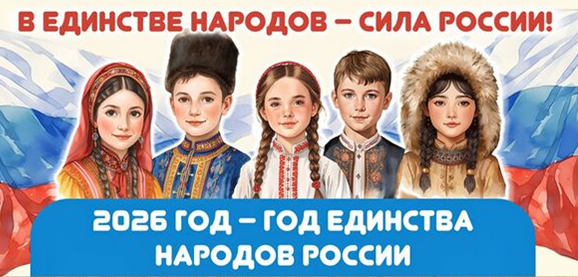 В ЕДИНСТВЕ НАРОДОВ – СИЛА РОССИИ!
2026 ГОД – ГОД ЕДИНСТВА
НАРОДОВ РОССИИ